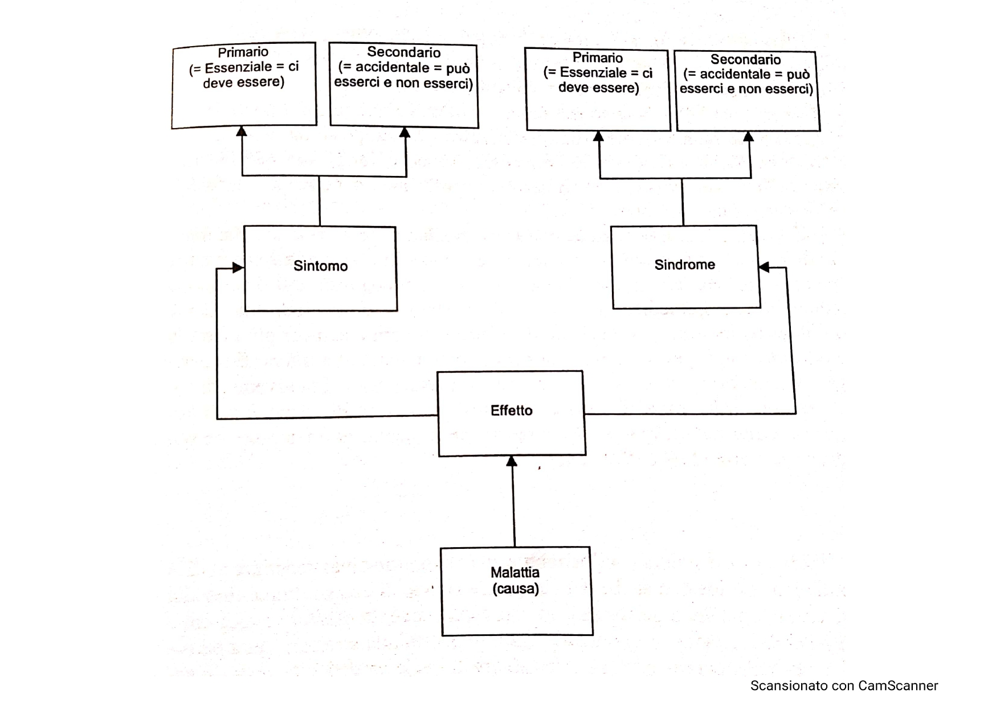 Primario
(= Essenziale = ci
deve essere)
Secondario
(= accidentale = può
esserci e non esserci)
Primario
(= Essenziale = ci
deve essere)
Secondario
(= accidentale = può
esserci e non esserci)
Sintomo
Sindrome
Effetto
Malattia
(causa)
Scansionato con CamScanner